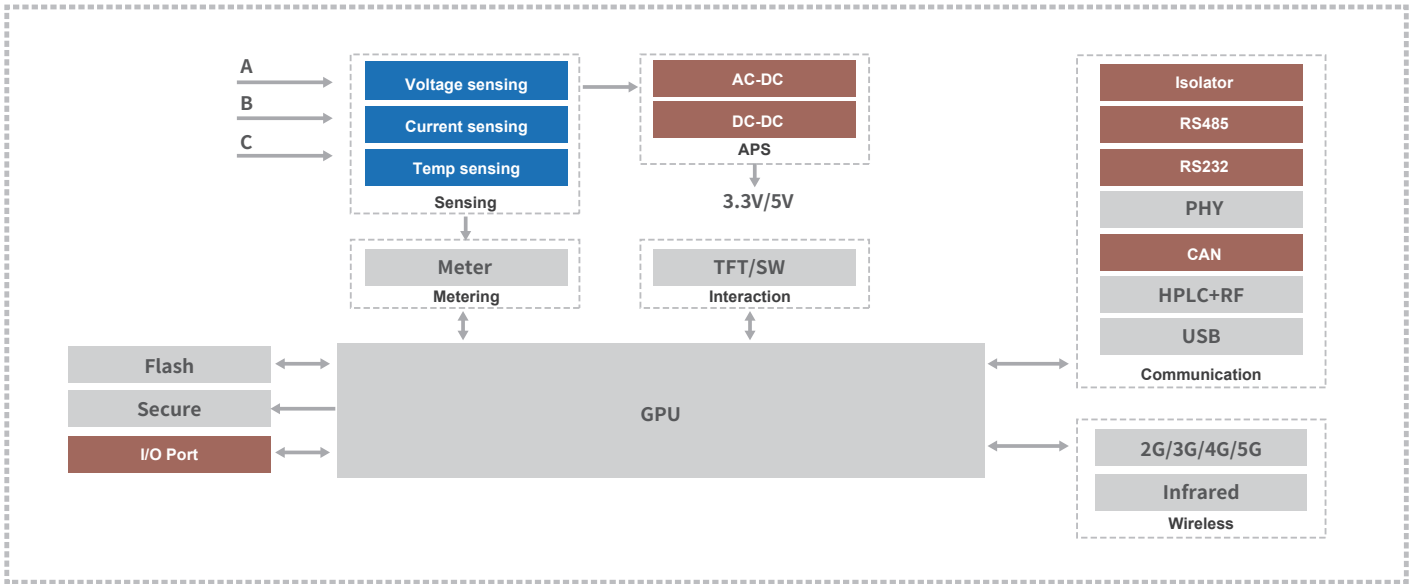 A
B
C
Voltage sensing
Current sensing
Temp sensing
Sensing
AC-DC
DC-DC
APS
3.3V/5V
Meter
Metering
TFT/SW
Interaction
Flash
Secure
I/O Port
GPU
Isolator
RS485
RS232
PHY
CAN
HPLC+RF
USB
Communication
2G/3G/4G/5G
Infrared
Wireless